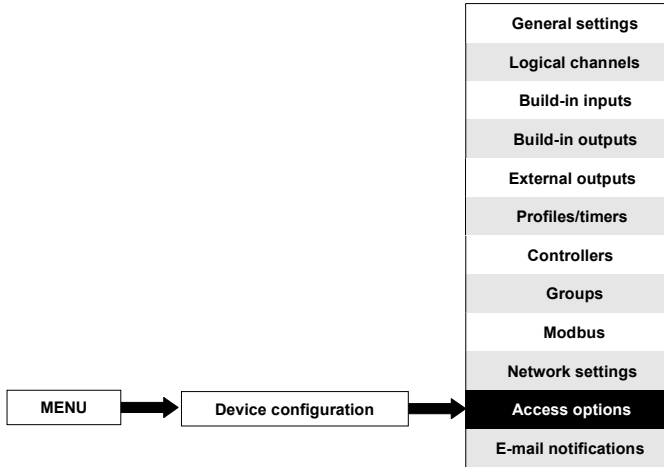 General settings
Logical channels
Build-in inputs
Build-in outputs
External outputs
Profiles/timers
Controllers
Groups
Modbus
Network settings
MENU
Device configuration
Access options
E-mail notifications